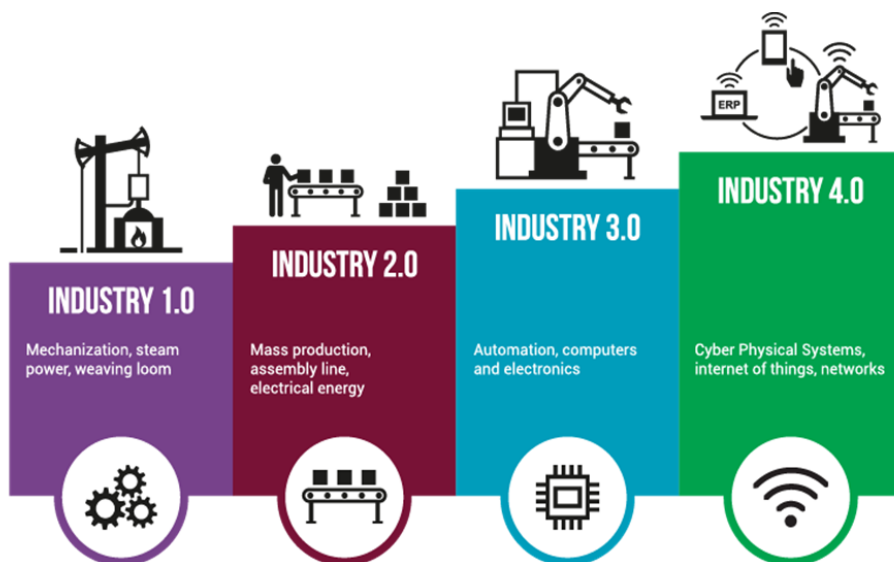 ERP
INDUSTRY 1.0
Mechanization, steam
power, weaving loom
INDUSTRY 2.0
Mass production,
assembly line,
electrical energy
INDUSTRY 3.0
Automation, computers
and electronics
INDUSTRY 4.0
Cyber Physical Systems,
internet of things, networks